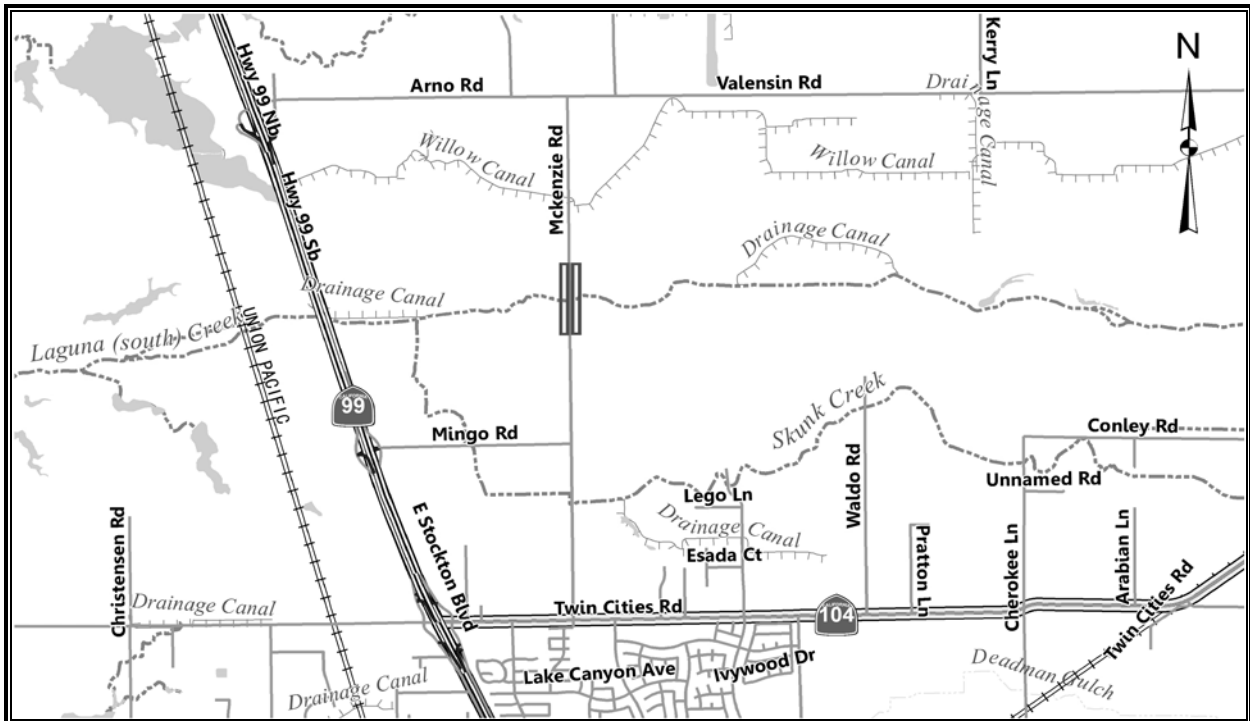 N
Kerry Ln
Hwy 99 Nb
Arno Rd
Valensin Rd
Drainage Canal
Willow Canal
Mckenzie Rd
Willow Canal
Hwy 99 Sb
Drainage Canal
Drainage Canal
Laguna (south) Creek
UNION PACIFIC
99
Skunk Creek
Mingo Rd
Conley Rd
Waldo Rd
Unnamed Rd
Lego Ln
Drainage Canal
Christensen Rd
E Stockton Blvd
Esada Ct
Pratton Ln
Cherokee Ln
Arabian Ln
Twin Cities Rd
Drainage Canal
Twin Cities Rd
104
Lake Canyon Ave
Ivywood Dr
Deadman Gulch
Drainage Canal